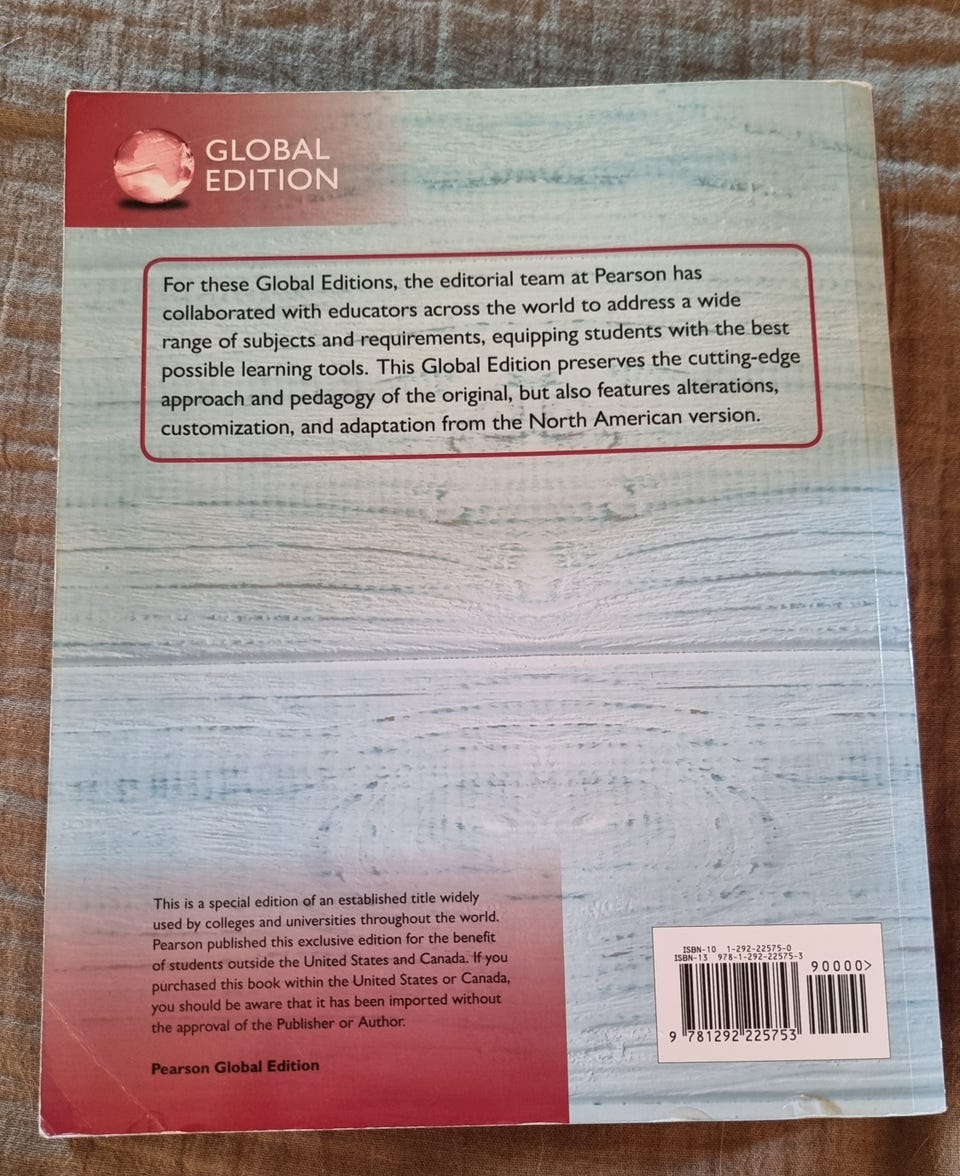 GLOBAL
EDITION
For these Global Editions, the editorial team at Pearson has
collaborated with educators across the world to address a wide
range of subjects and requirements, equipping students with the best
possible learning tools. This Global Edition preserves the cutting-edge
approach and pedagogy of the original, but also features alterations,
customization, and adaptation from the North American version.
This is a special edition of an established title widely
used by colleges and universities throughout the world.
Pearson published this exclusive edition for the benefit
of students outside the United States and Canada. If you
purchased this book within the United States or Canada,
you should be aware that it has been imported without
the approval of the Publisher or Author.
Pearson Global Edition
ISBN-10 1-292-22575-0
ISBN-13 978-1-292-22575-3
90000>
9 781292 225753